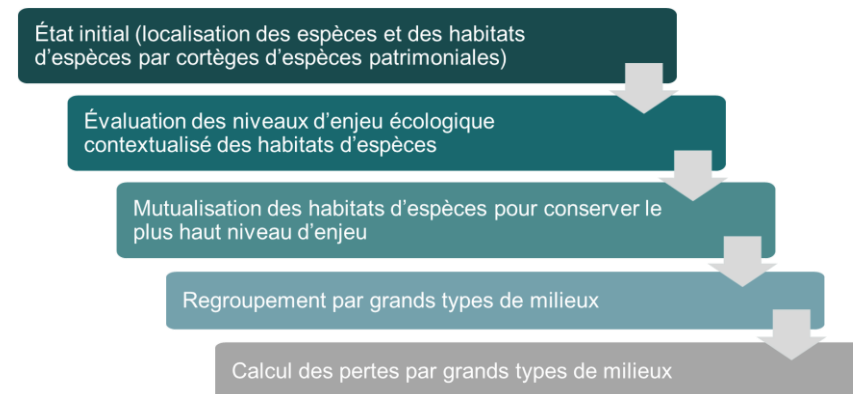 État initial (localisation des espèces et des habitats
d'espèces par cortèges d'espèces patrimoniales)
Évaluation des niveaux d'enjeu écologique
contextualisé des habitats d'espèces
Mutualisation des habitats d'espèces pour conserver le
plus haut niveau d'enjeu
Regroupement par grands types de milieux
Calcul des pertes par grands types de milieux